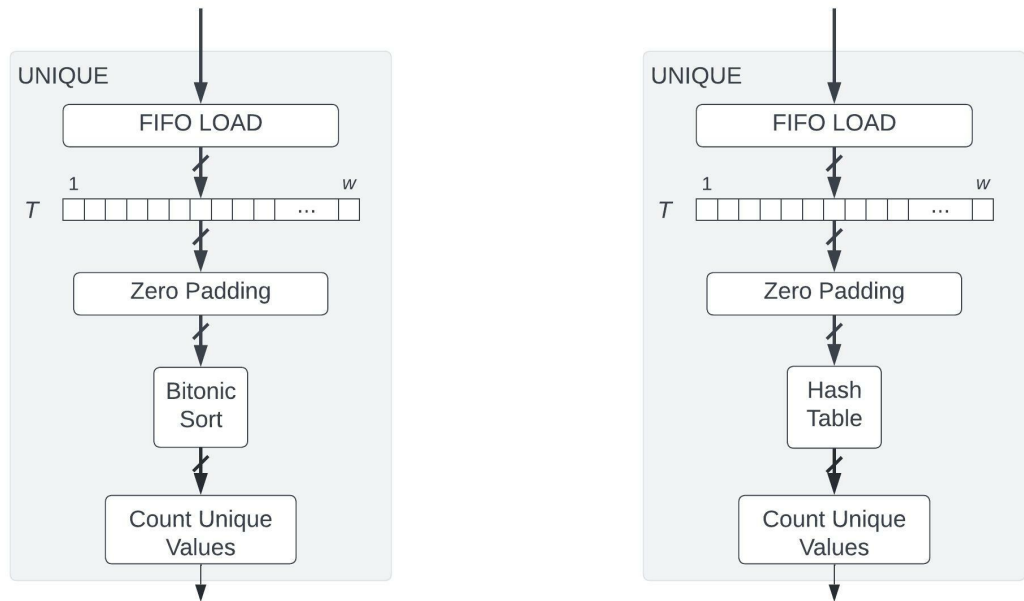 UNIQUE
FIFO LOAD
1 w
T ...
Zero Padding
Bitonic
Sort
Count Unique
Values
UNIQUE
FIFO LOAD
1 w
T ...
Zero Padding
Hash
Table
Count Unique
Values